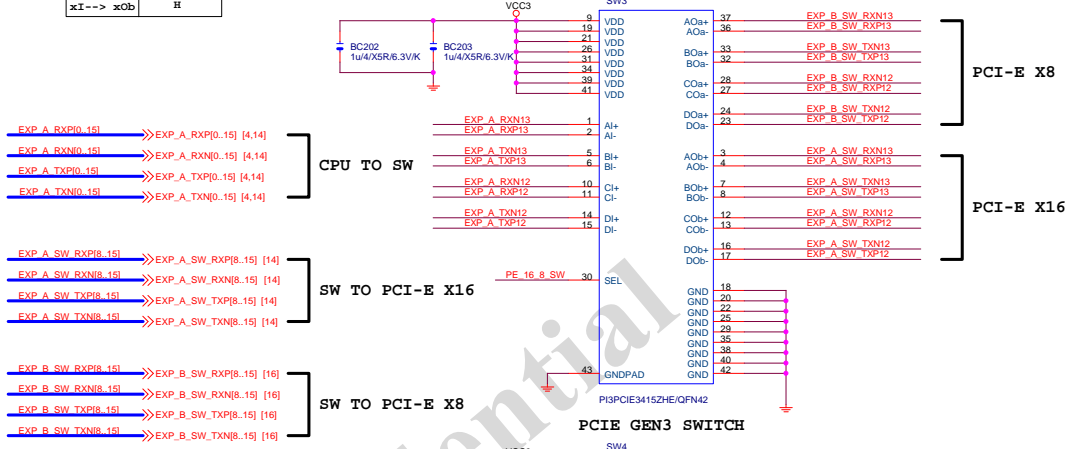 xI--> xOb H
VCC3
SW3
BC202
1u/4/X5R/6.3V/K
BC203
1u/4/X5R/6.3V/K
9 VDD
19 VDD
21 VDD
26 VDD
31 VDD
34 VDD
39 VDD
41 VDD
AOa+ 37 EXP_B_SW_RXN13
AOa- 36 EXP_B_SW_RXP13
BOa+ 33 EXP_B_SW_TXN13
BOa- 32 EXP_B_SW_TXP13
COa+ 28 EXP_B_SW_RXN12
COa- 27 EXP_B_SW_RXP12
DOa+ 24 EXP_B_SW_TXN12
DOa- 23 EXP_B_SW_TXP12
PCI-E X8
EXP_A_RXN13 1 AI+
EXP_A_RXP13 2 AI-
EXP_A_TXN13 5 BI+
EXP_A_TXP13 6 BI-
EXP_A_RXN12 10 CI+
EXP_A_RXP12 11 CI-
EXP_A_TXN12 14 DI+
EXP_A_TXP12 15 DI-
AOb+ 3 EXP_A_SW_RXN13
AOb- 4 EXP_A_SW_RXP13
BOb+ 7 EXP_A_SW_TXN13
BOb- 8 EXP_A_SW_TXP13
COb+ 12 EXP_A_SW_RXN12
COb- 13 EXP_A_SW_RXP12
DOb+ 16 EXP_A_SW_TXN12
DOb- 17 EXP_A_SW_TXP12
PCI-E X16
EXP_A_RXP[0..15] EXP_A_RXP[0..15] [4,14]
EXP_A_RXN[0..15] EXP_A_RXN[0..15] [4,14]
EXP_A_TXP[0..15] EXP_A_TXP[0..15] [4,14]
EXP_A_TXN[0..15] EXP_A_TXN[0..15] [4,14]
CPU TO SW
EXP_A_SW_RXP[8..15] EXP_A_SW_RXP[8..15] [14]
EXP_A_SW_RXN[8..15] EXP_A_SW_RXN[8..15] [14]
EXP_A_SW_TXP[8..15] EXP_A_SW_TXP[8..15] [14]
EXP_A_SW_TXN[8..15] EXP_A_SW_TXN[8..15] [14]
SW TO PCI-E X16
PE_16_8_SW 30 SEL
GND 18
GND 20
GND 22
GND 25
GND 29
GND 35
GND 38
GND 40
GND 42
43 GNDPAD
EXP_B_SW_RXP[8..15] EXP_B_SW_RXP[8..15] [16]
EXP_B_SW_RXN[8..15] EXP_B_SW_RXN[8..15] [16]
EXP_B_SW_TXP[8..15] EXP_B_SW_TXP[8..15] [16]
EXP_B_SW_TXN[8..15] EXP_B_SW_TXN[8..15] [16]
SW TO PCI-E X8
PI3PCIE3415ZHE/QFN42
PCIE GEN3 SWITCH
SW4